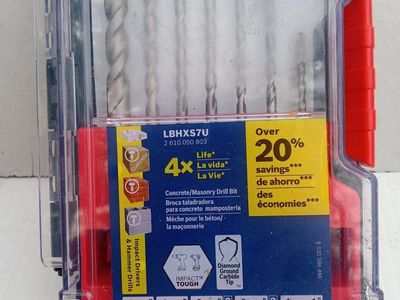 LBHXS7U
2 610 050 803
4x Life*
La vida*
La Vie*
Over
20%
savings***
de ahorro***
des
économies***
Concrete/Masonry Drill Bit
Broca taladradora
para concreto mampostería
Mèche pour le béton/
la maçonnerie
Impact Drivers
& Hammer Drills
IMPACT
TOUGH
Diamond
Ground
Carbide
Tip